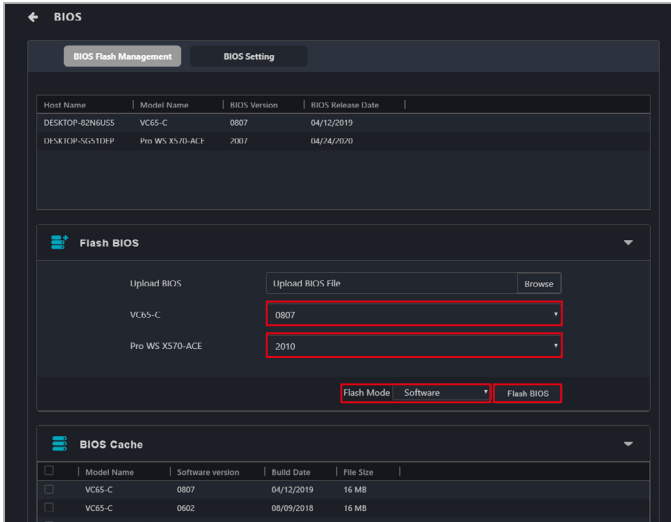 BIOS
BIOS Flash Management BIOS Setting
Host Name Model Name BIOS Version BIOS Release Date
DESKTOP-82N6USS VC65-C 0807 04/12/2019
DESKTOP-SG51DEP Pro WS X570-ACE 2007 04/24/2020
Flash BIOS
Upload BIOS Upload BIOS File Browse
VC65-C 0807
Pro WS X570-ACE 2010
Flash Mode Software Flash BIOS
BIOS Cache
Model Name Software version Build Date File Size
VC65-C 0807 04/12/2019 16 MB
VC65-C 0602 08/09/2018 16 MB